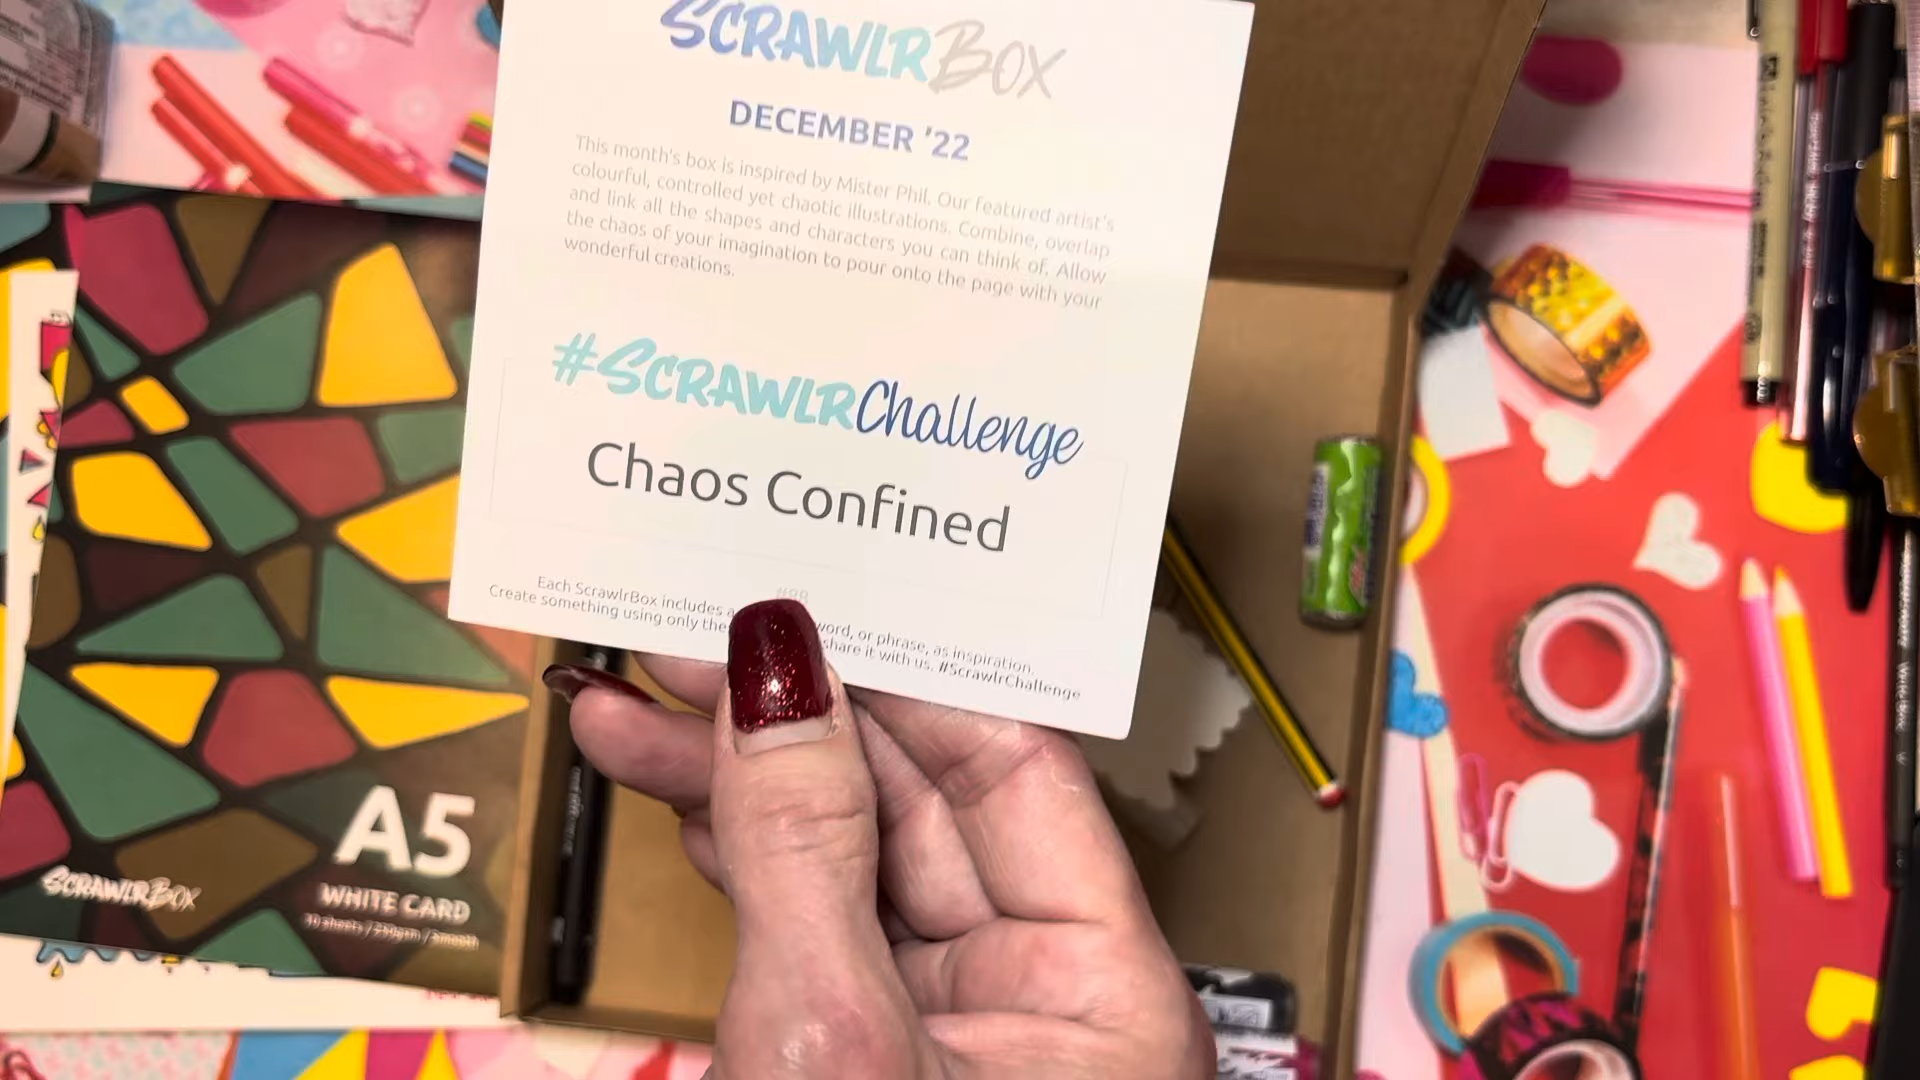 SCRAWLRBOX
DECEMBER '22
This month's box is inspired by Mister Phil. Our featured artist's
colourful, controlled yet chaotic illustrations. Combine, overlap
and link all the shapes and characters you can think of. Allow
the chaos of your imagination to pour onto the page with your
wonderful creations.
#SCRAWLRChallenge
Chaos Confined
#88
Each ScrawlrBox includes a word, or phrase, as inspiration.
Create something using only the share it with us. #ScrawlrChallenge
A5
SCRAWLRBOX
WHITE CARD